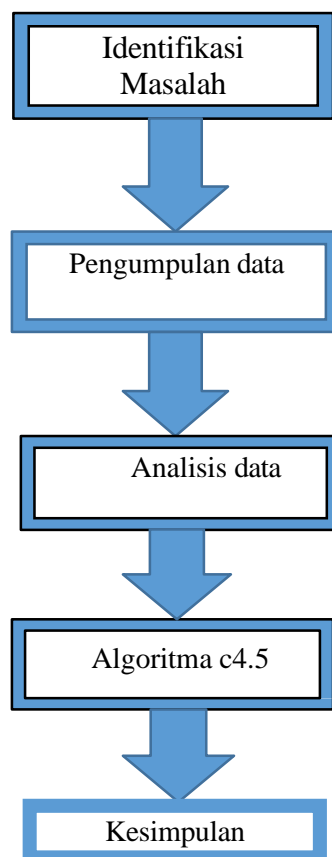 Identifikasi
Masalah
Pengumpulan data
Analisis data
Algoritma c4.5
Kesimpulan